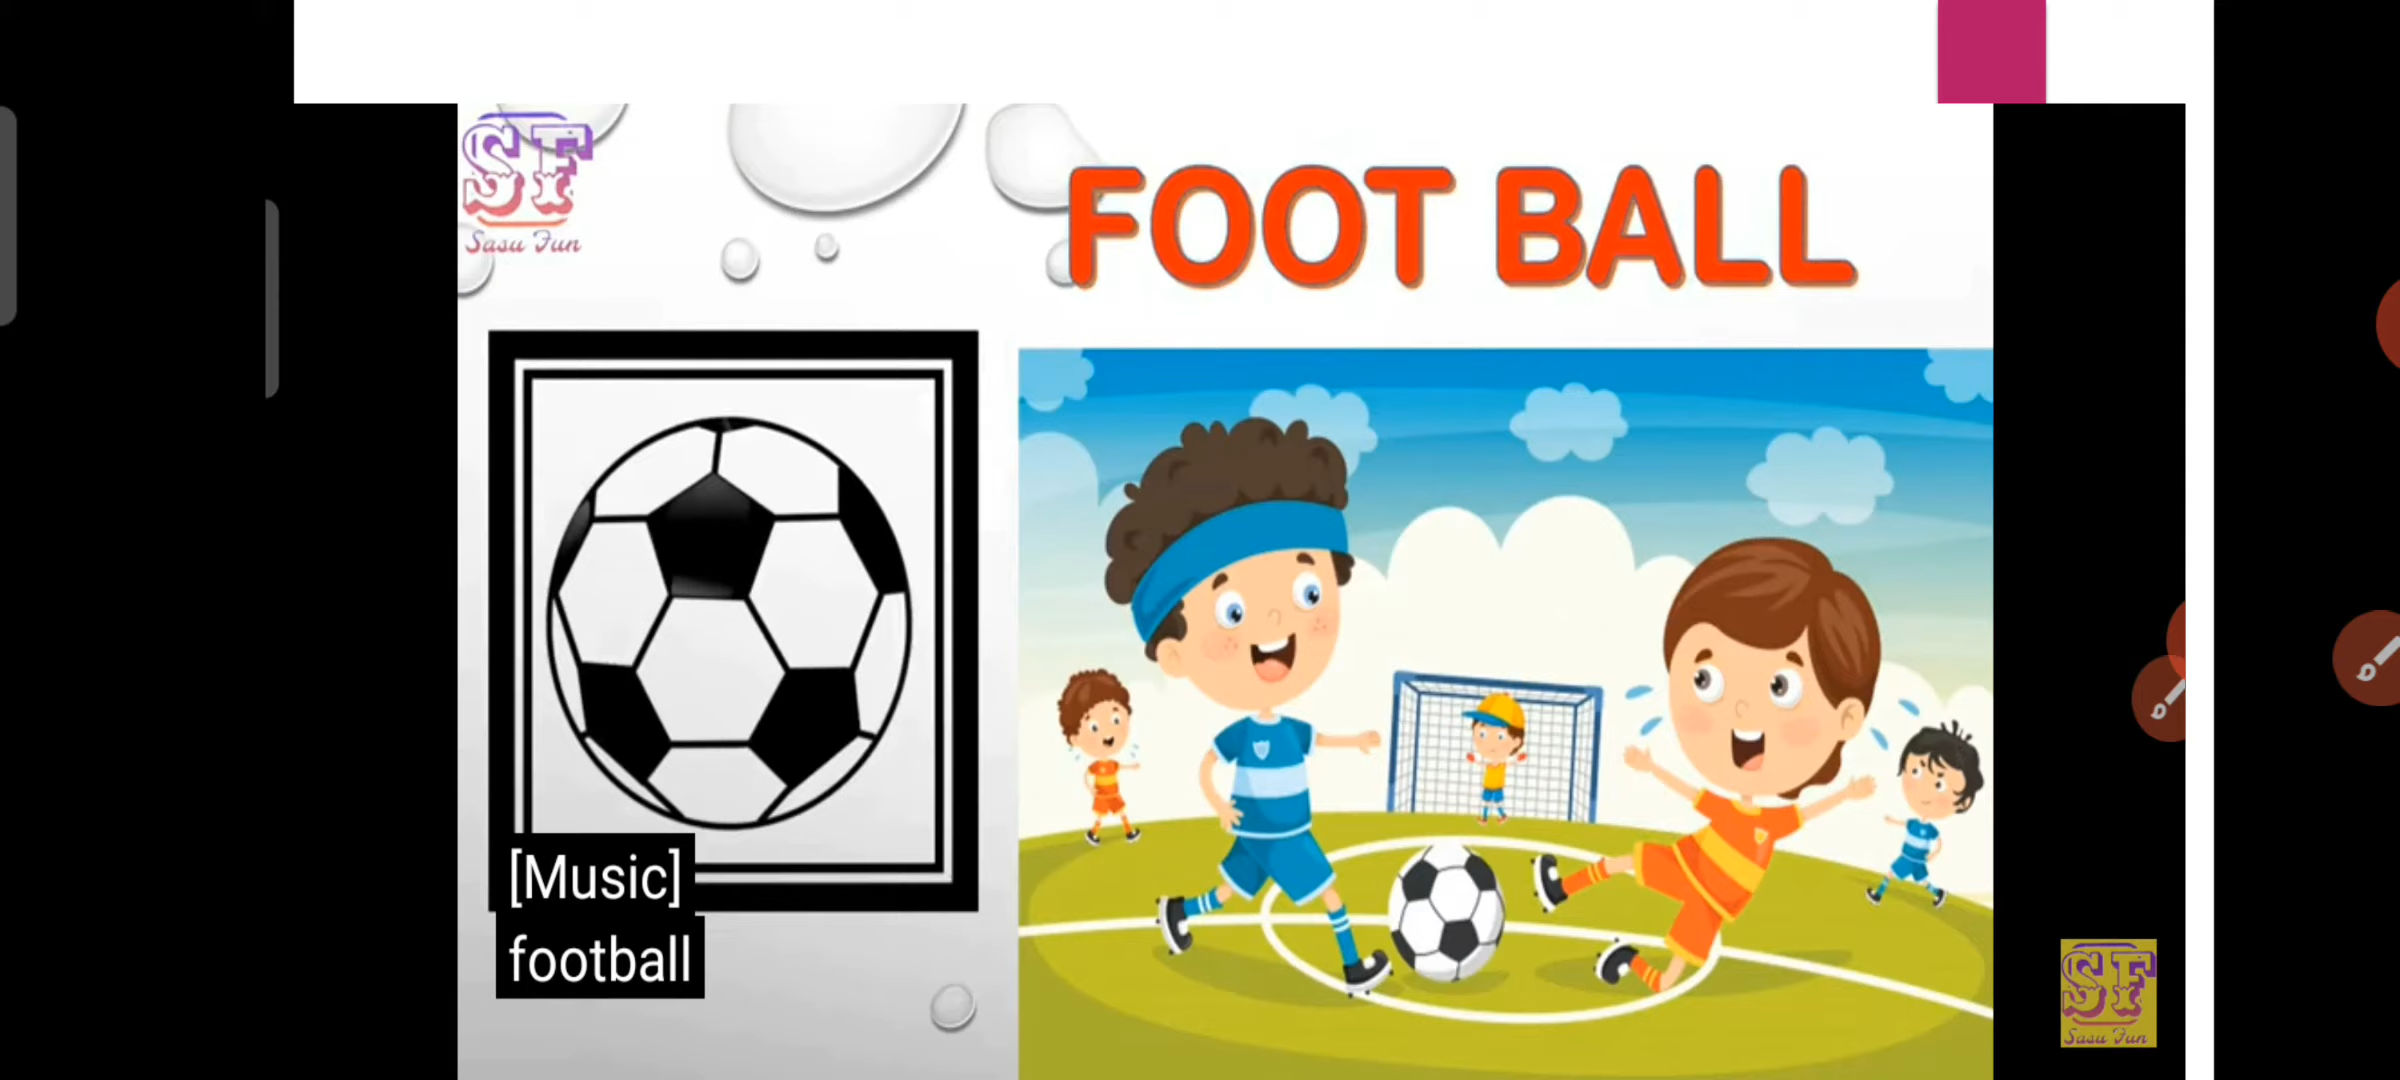 SF
Sasu Fun
FOOT BALL
[Music]
football
SF
Sasu Fun